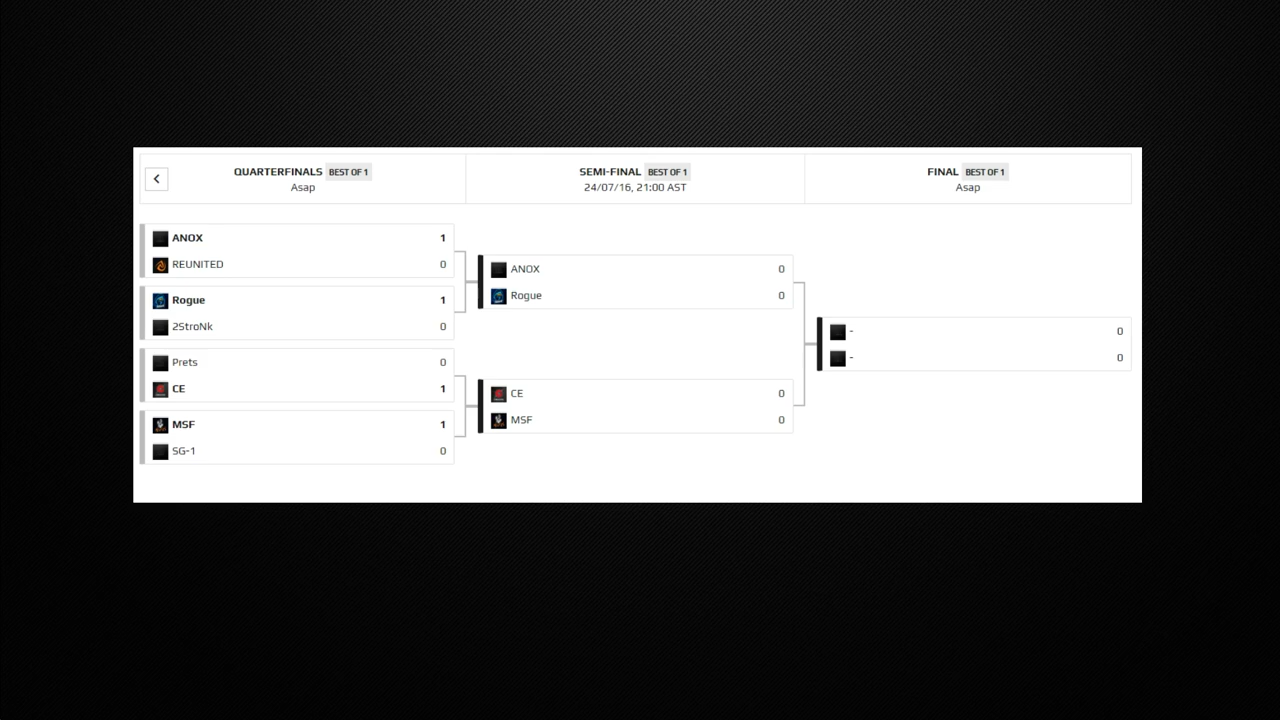 QUARTERFINALS BEST OF 1
Asap
SEMI-FINAL BEST OF 1
24/07/16, 21:00 AST
FINAL BEST OF 1
Asap
ANOX 1
REUNITED 0
Rogue 1
2StroNk 0
Prets 0
CE 1
MSF 1
SG-1 0
ANOX 0
Rogue 0
CE 0
MSF 0
- 0
- 0